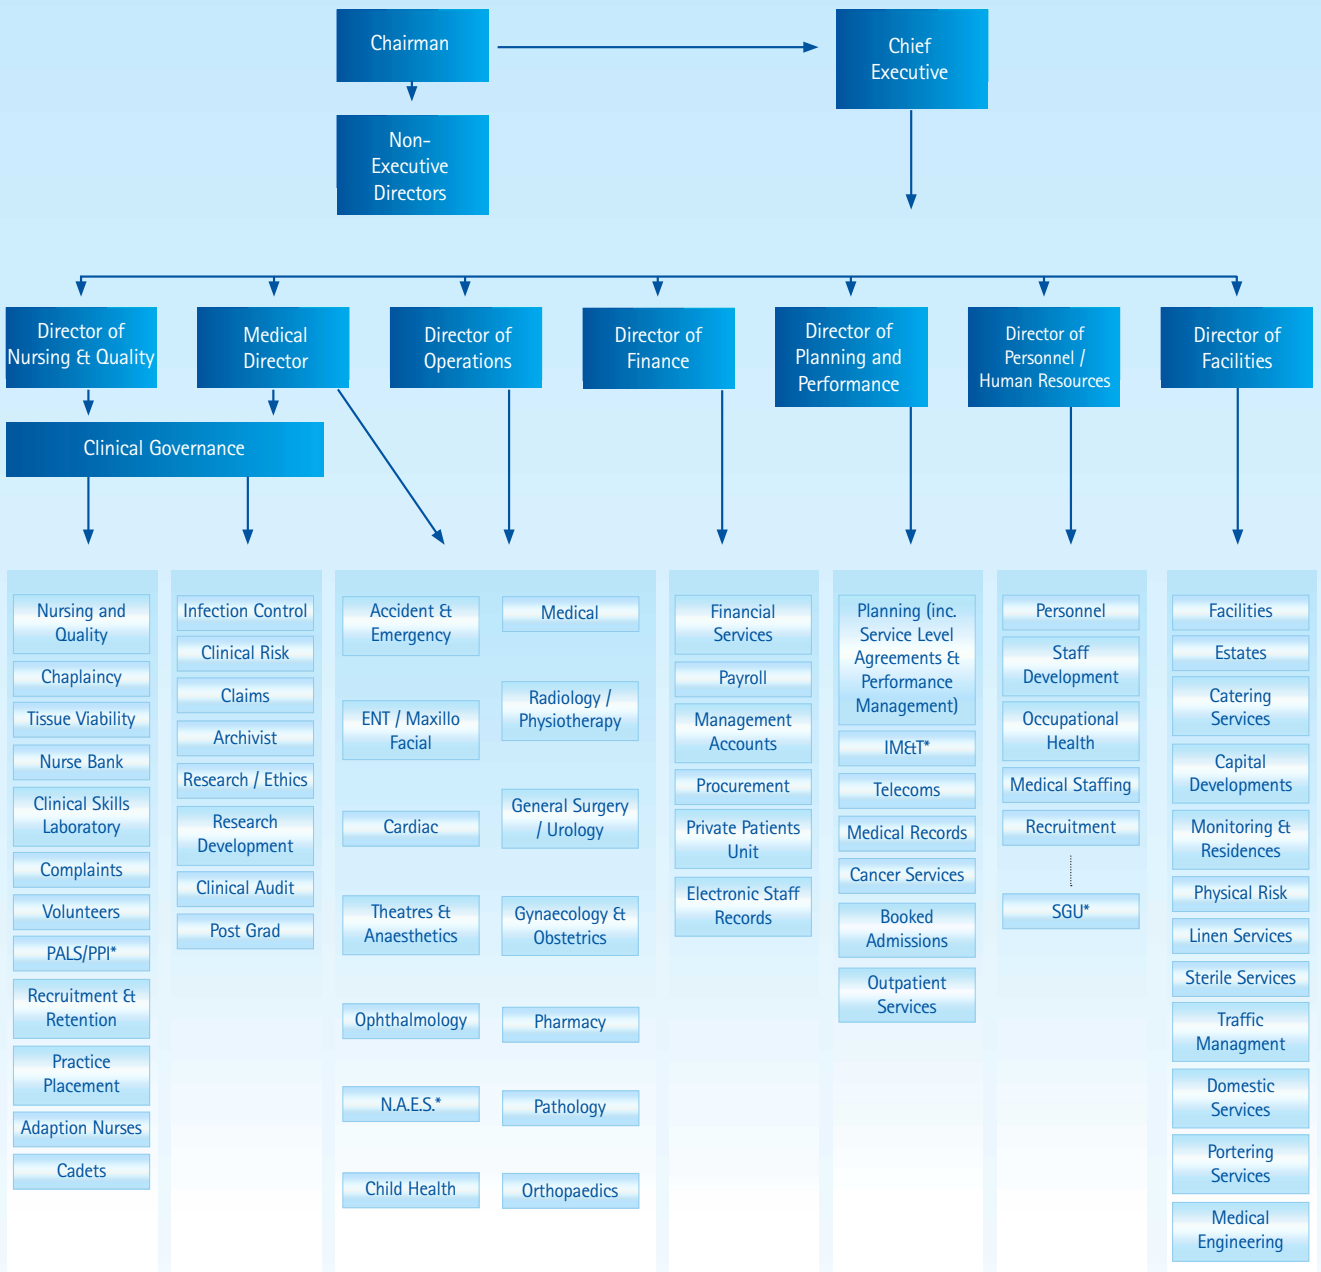 Chairman
Chief
Executive
Non-
Executive
Directors
Director of
Nursing & Quality
Medical
Director
Director of
Operations
Director of
Finance
Director of
Planning and
Performance
Director of
Personnel /
Human Resources
Director of
Facilities
Clinical Governance
Nursing and
Quality
Chaplaincy
Tissue Viability
Nurse Bank
Clinical Skills
Laboratory
Complaints
Volunteers
PALS/PPI*
Recruitment &
Retention
Practice
Placement
Adaption Nurses
Cadets
Infection Control
Clinical Risk
Claims
Archivist
Research / Ethics
Research
Development
Clinical Audit
Post Grad
Accident &
Emergency
ENT / Maxillo
Facial
Cardiac
Theatres &
Anaesthetics
Ophthalmology
N.A.E.S.*
Child Health
Medical
Radiology /
Physiotherapy
General Surgery
/ Urology
Gynaecology &
Obstetrics
Pharmacy
Pathology
Orthopaedics
Financial
Services
Payroll
Management
Accounts
Procurement
Private Patients
Unit
Electronic Staff
Records
Planning (inc.
Service Level
Agreements &
Performance
Management)
IM&T*
Telecoms
Medical Records
Cancer Services
Booked
Admissions
Outpatient
Services
Personnel
Staff
Development
Occupational
Health
Medical Staffing
Recruitment
SGU*
Facilities
Estates
Catering
Services
Capital
Developments
Monitoring &
Residences
Physical Risk
Linen Services
Sterile Services
Traffic
Managment
Domestic
Services
Portering
Services
Medical
Engineering